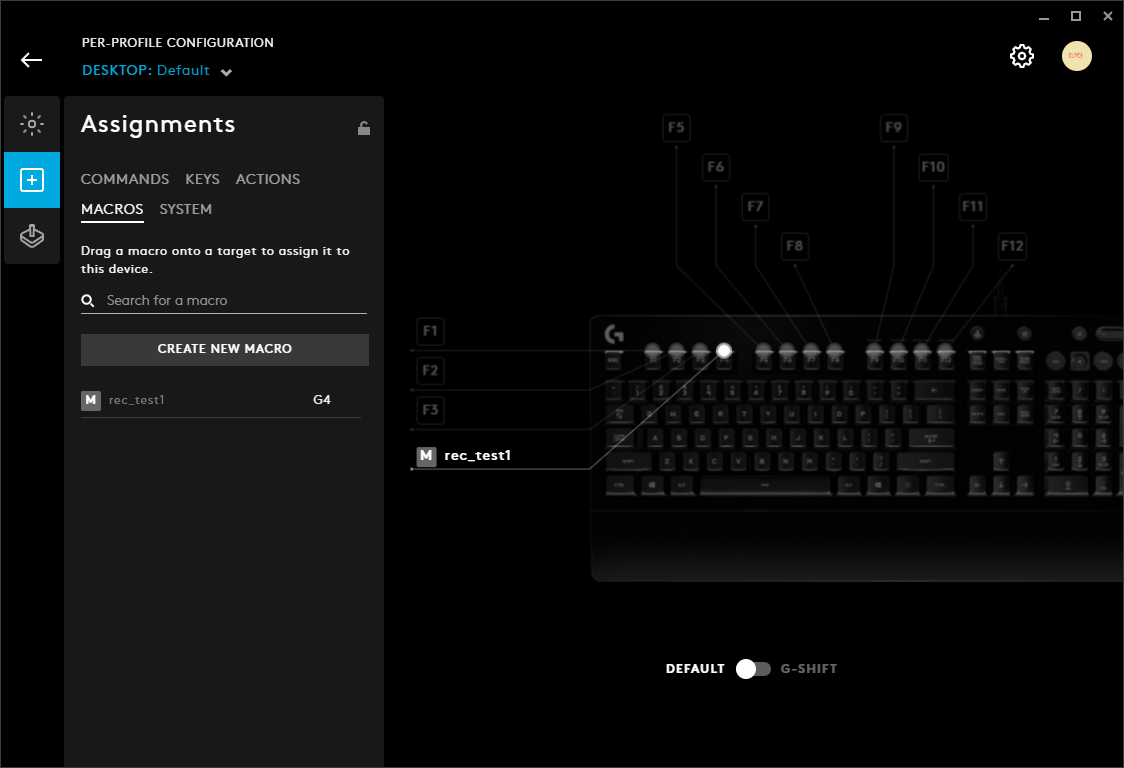 PER-PROFILE CONFIGURATION
DESKTOP: Default
Assignments
COMMANDS KEYS ACTIONS
MACROS SYSTEM
Drag a macro onto a target to assign it to
this device.
Search for a macro
CREATE NEW MACRO
M rec_test1 G4
F5
F9
F6
F10
F7
F11
F8
F12
F1
F2
F3
M rec_test1
DEFAULT G-SHIFT